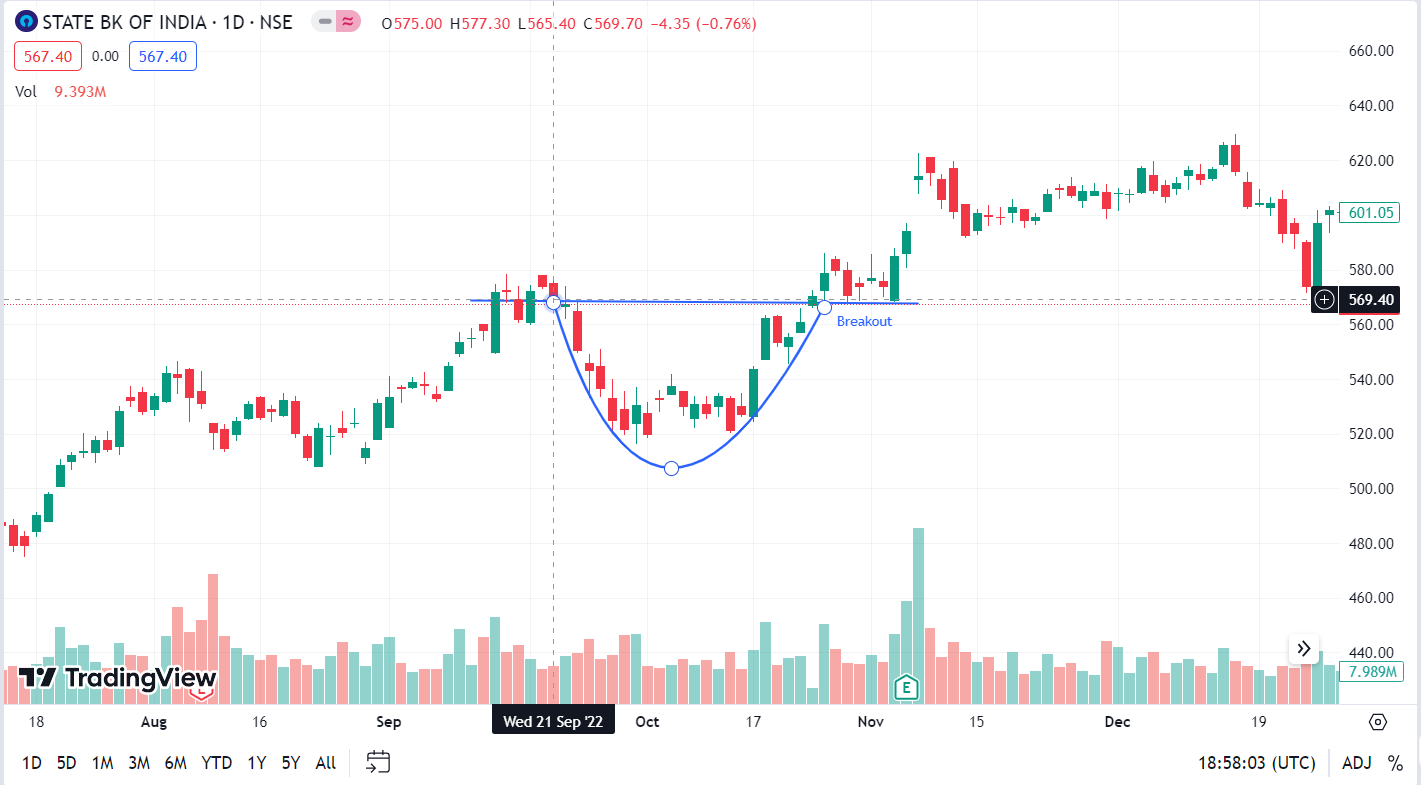 STATE BK OF INDIA · 1D · NSE O575.00 H577.30 L565.40 C569.70 −4.35 (−0.76%)
567.40 0.00 567.40
Vol 9.393M
660.00
640.00
620.00
601.05
580.00
569.40
560.00
Breakout
540.00
520.00
500.00
480.00
460.00
440.00
7.989M
TradingView
E
E
18 Aug 16 Sep Wed 21 Sep '22 Oct 17 Nov 15 Dec 19
1D 5D 1M 3M 6M YTD 1Y 5Y All 18:58:03 (UTC) ADJ %